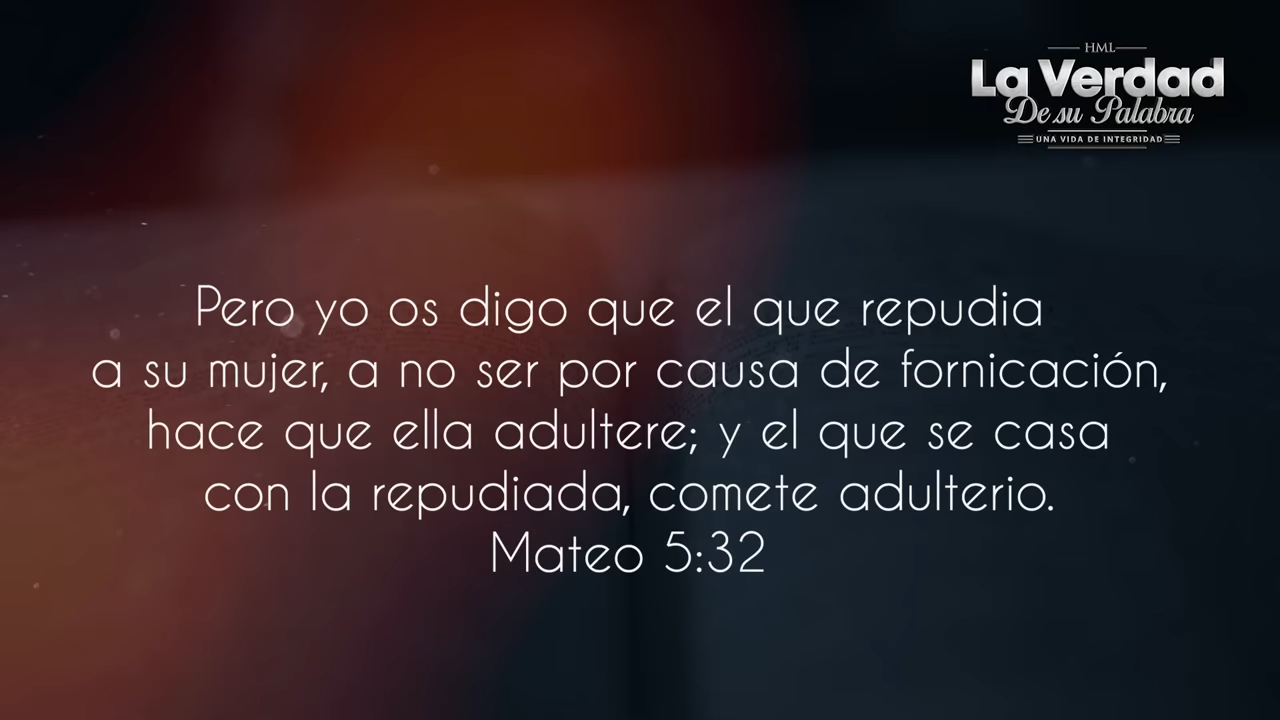 HML
La Verdad
De su Palabra
UNA VIDA DE INTEGRIDAD
Pero yo os digo que el que repudia
a su mujer, a no ser por causa de fornicación,
hace que ella adultere; y el que se casa
con la repudiada, comete adulterio.
Mateo 5:32